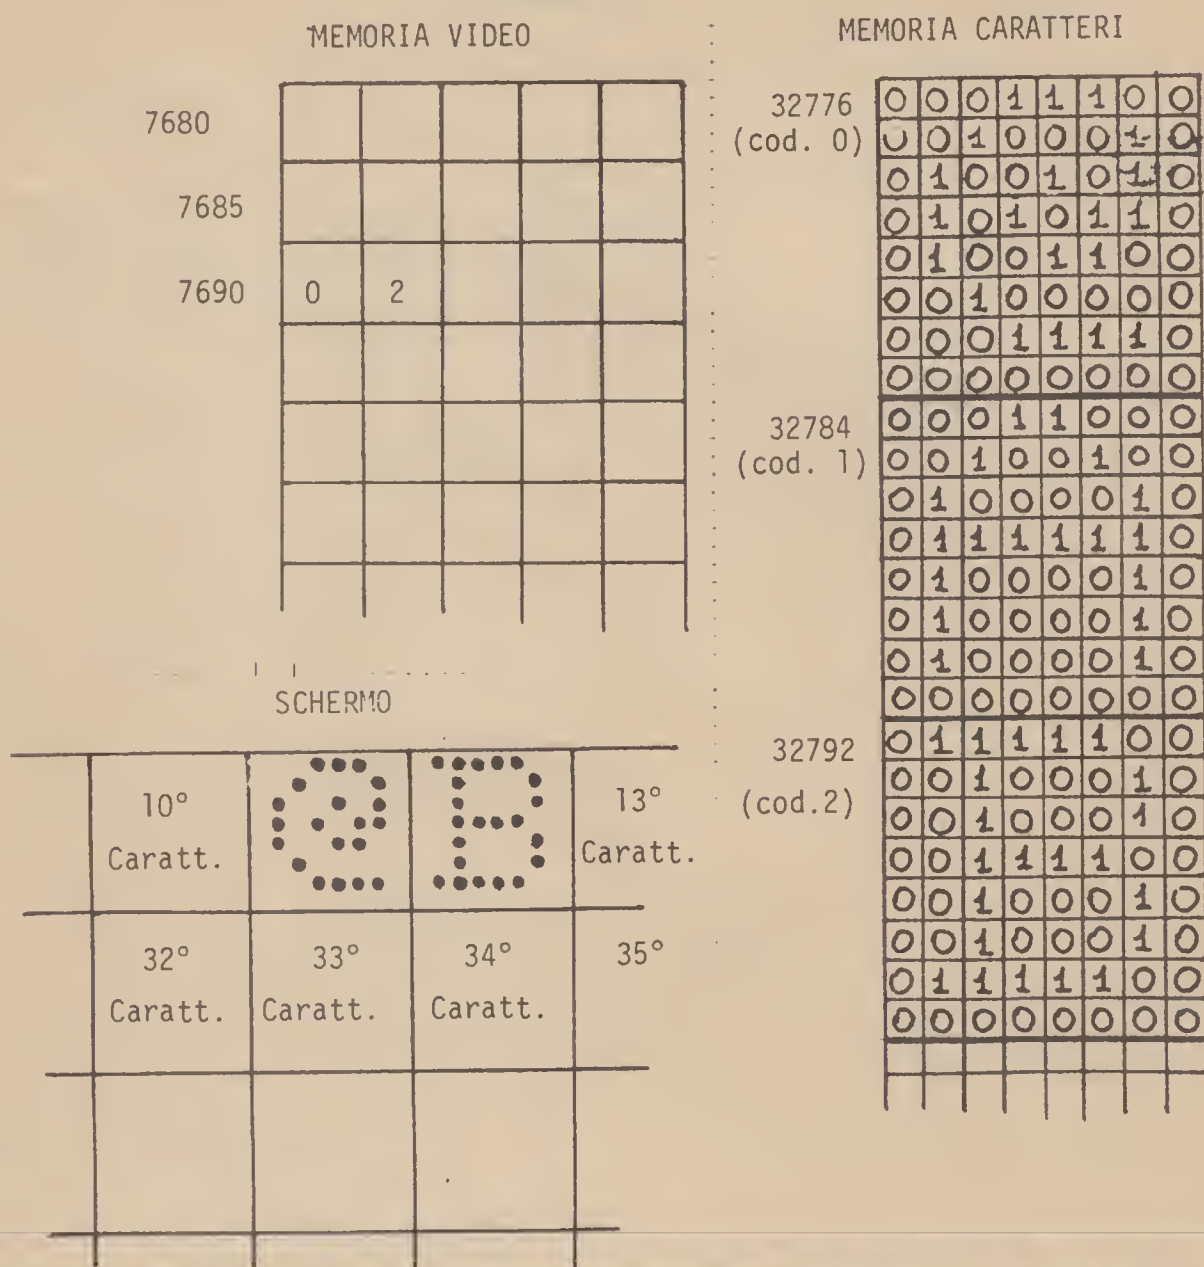 MEMORIA VIDEO
7680
7685
7690 0 2
MEMORIA CARATTERI
32776
(cod. 0)
0 0 0 1 1 1 0 0
0 0 1 0 0 0 1 0
0 1 0 0 1 0 1 0
0 1 0 1 0 1 1 0
0 1 0 0 1 1 0 0
0 0 1 0 0 0 0 0
0 0 0 1 1 1 1 0
0 0 0 0 0 0 0 0
32784
(cod. 1)
0 0 0 1 1 0 0 0
0 0 1 0 0 1 0 0
0 1 0 0 0 0 1 0
0 1 1 1 1 1 1 0
0 1 0 0 0 0 1 0
0 1 0 0 0 0 1 0
0 1 0 0 0 0 1 0
0 0 0 0 0 0 0 0
32792
(cod.2)
0 1 1 1 1 1 0 0
0 0 1 0 0 0 1 0
0 0 1 0 0 0 1 0
0 0 1 1 1 1 0 0
0 0 1 0 0 0 1 0
0 0 1 0 0 0 1 0
0 1 1 1 1 1 0 0
0 0 0 0 0 0 0 0
SCHERMO
10° @ B 13°
Caratt. Caratt.
32° 33° 34° 35°
Caratt. Caratt. Caratt.